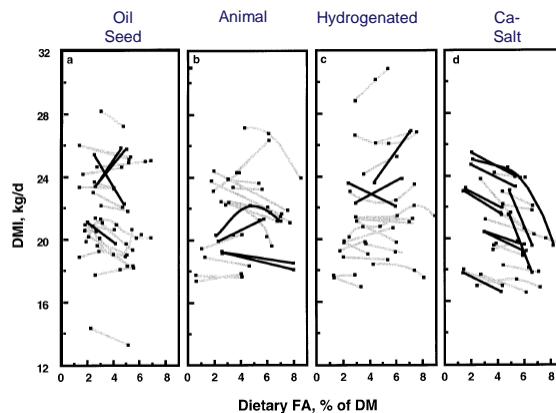 Oil Seed
Animal
Hydrogenated
Ca-Salt
a
b
c
d
32
28
24
20
16
12
DMI, kg/d
0 2 4 6 8 0 2 4 6 8 0 2 4 6 8 0 2 4 6 8
Dietary FA, % of DM